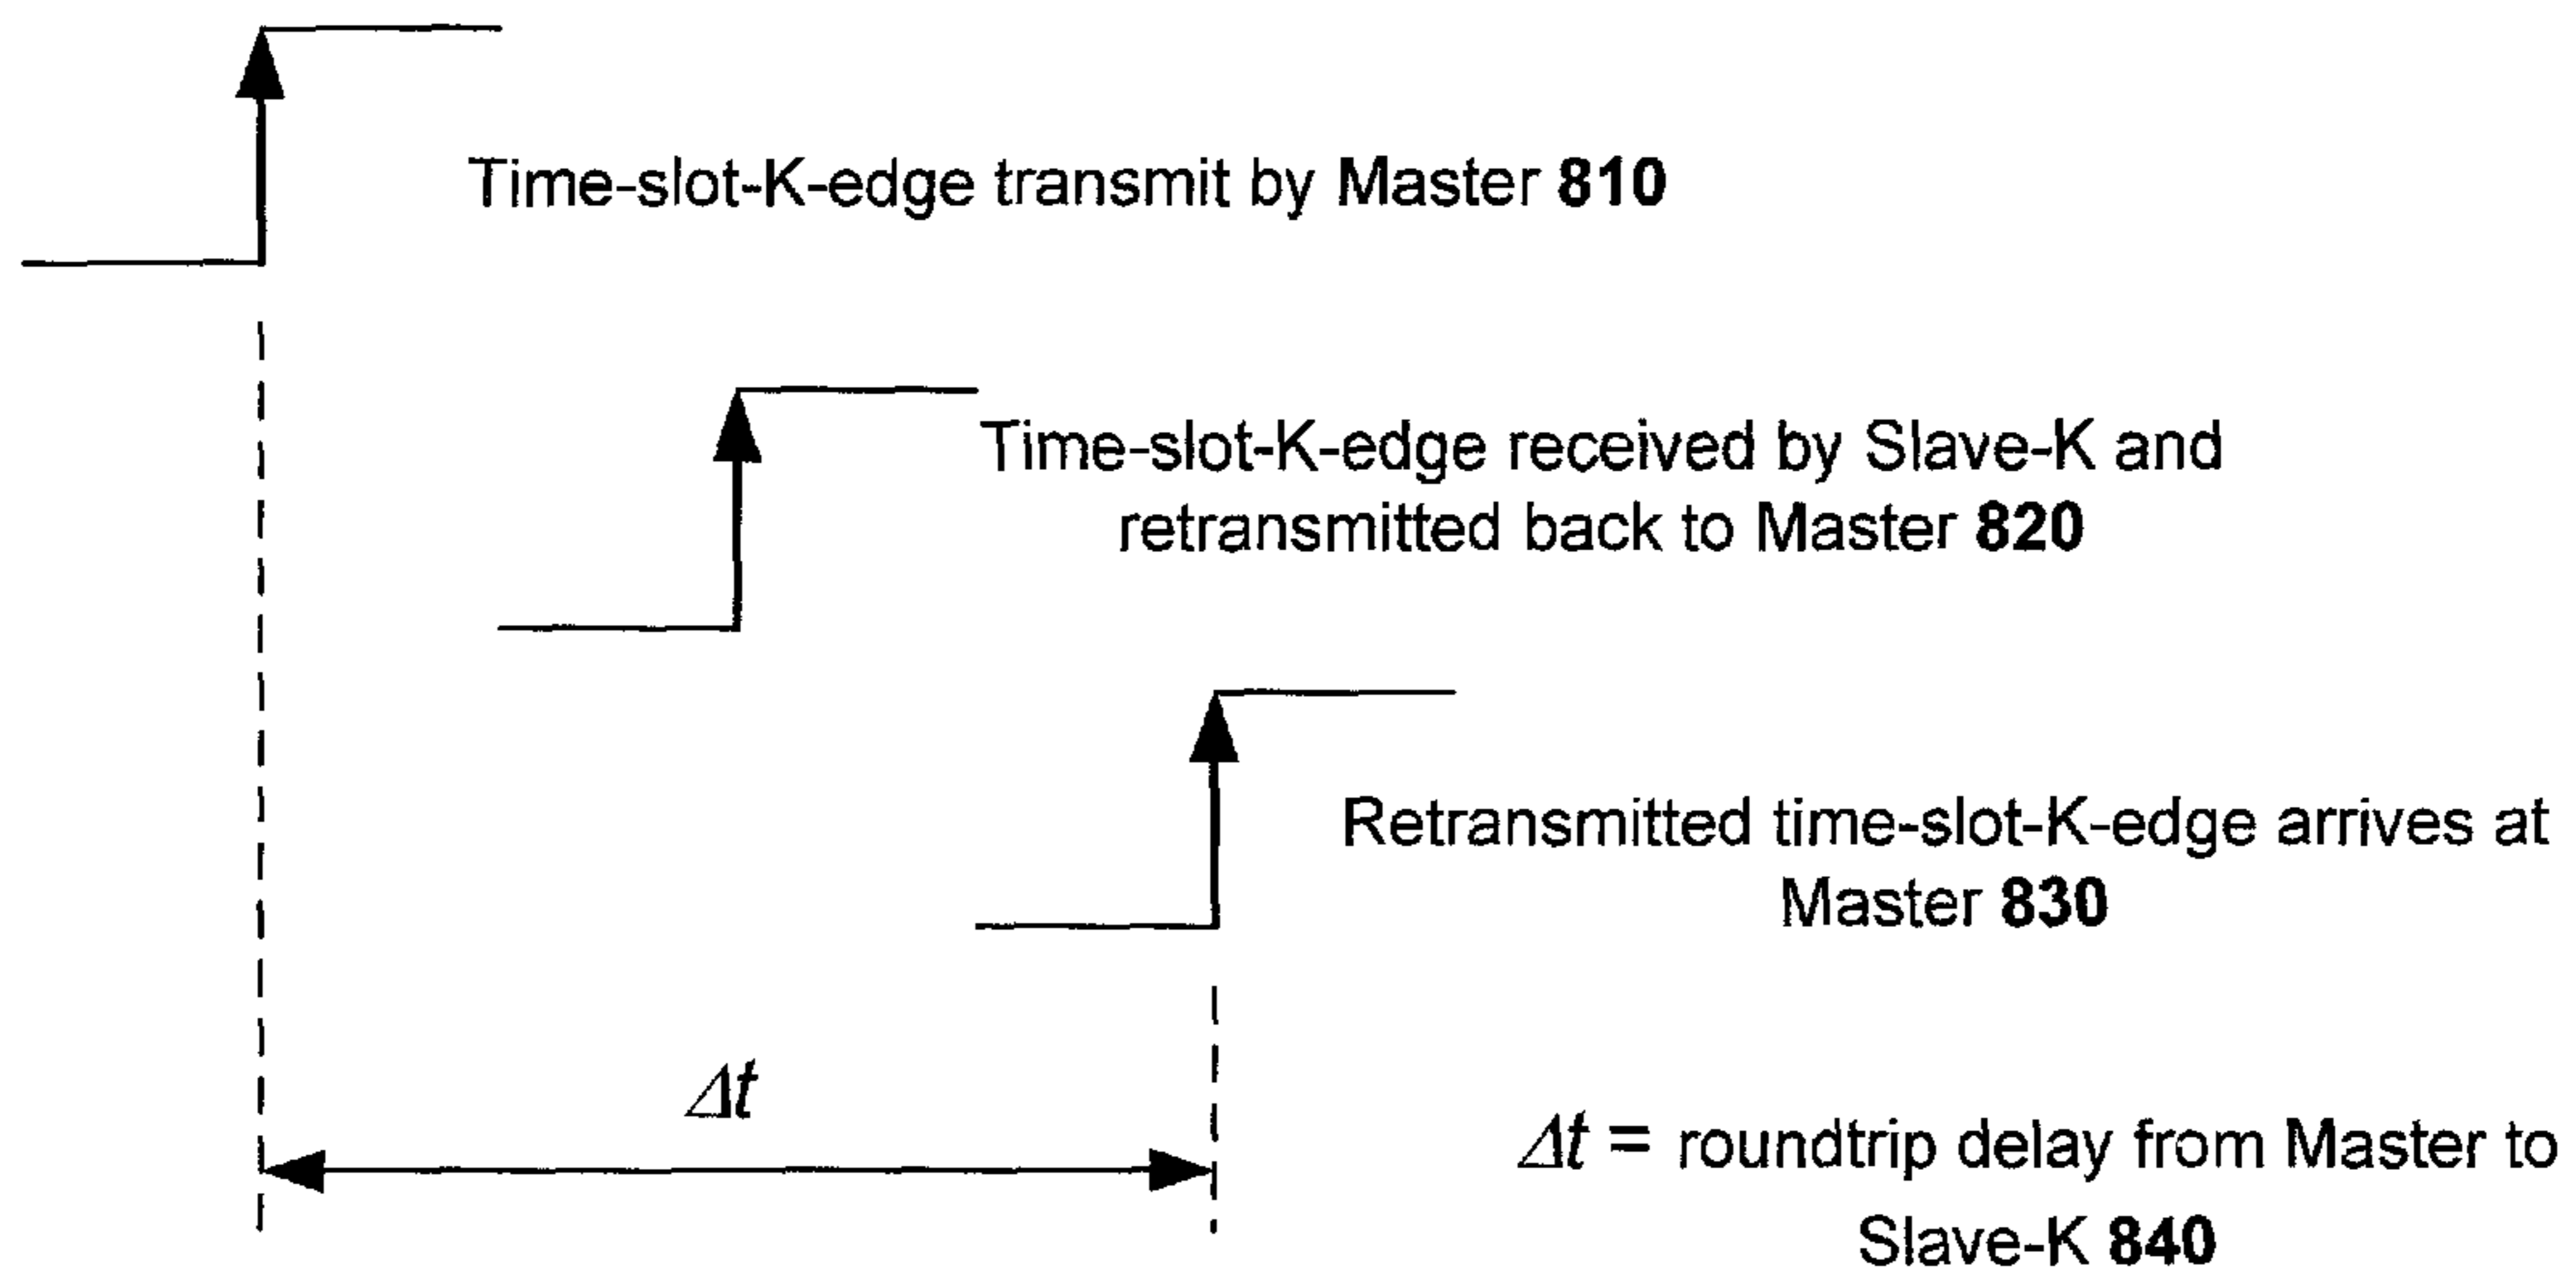 Time-slot-K-edge transmit by Master 810
Time-slot-K-edge received by Slave-K and
retransmitted back to Master 820
Retransmitted time-slot-K-edge arrives at
Master 830
Δt
Δt = roundtrip delay from Master to
Slave-K 840